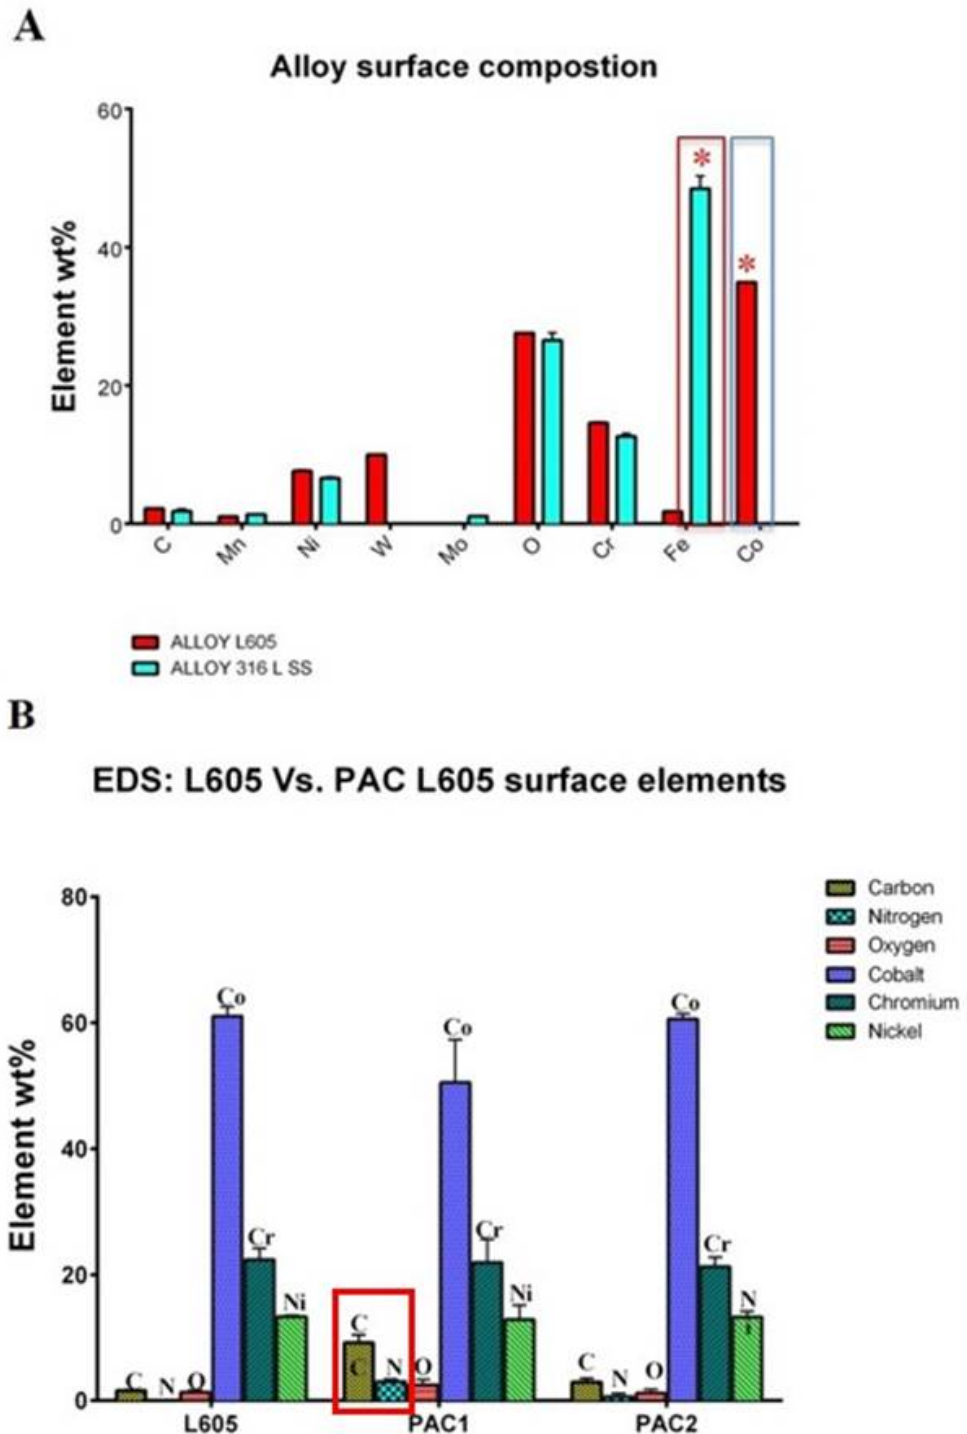 A
Alloy surface compostion
Element wt%
60
40
20
0
*
*
C Mn Ni W Mo O Cr Fe Co
ALLOY L605
ALLOY 316 L SS
B
EDS: L605 Vs. PAC L605 surface elements
Element wt%
80
60
40
20
0
Carbon
Nitrogen
Oxygen
Cobalt
Chromium
Nickel
C N O Co Cr Ni
C C N O Co Cr Ni
C N O Co Cr N i
L605 PAC1 PAC2